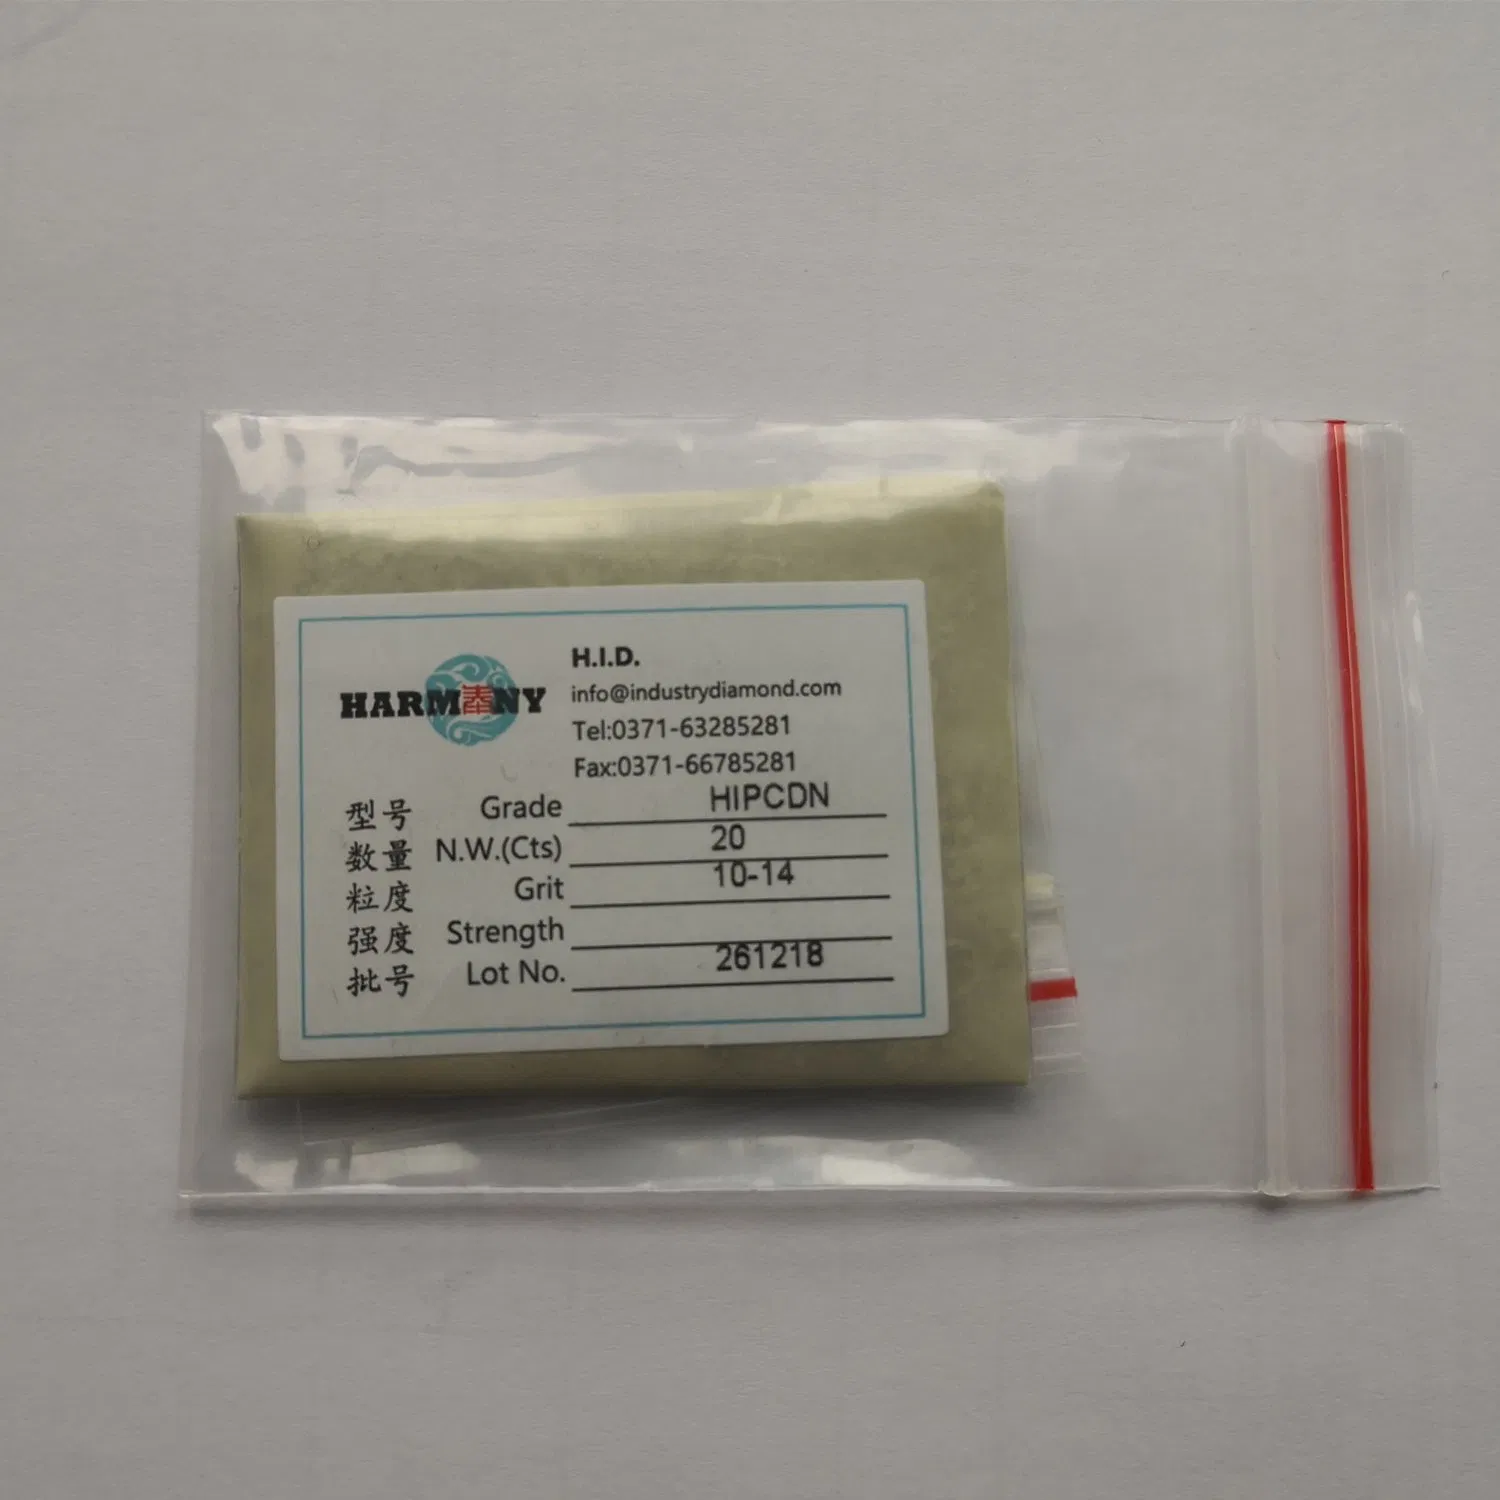 HARMONY
H.I.D.
info@industrydiamond.com
Tel:0371-63285281
Fax:0371-66785281
型号 Grade HIPCDN
数量 N.W.(Cts) 20
粒度 Grit 10-14
强度 Strength
批号 Lot No. 261218